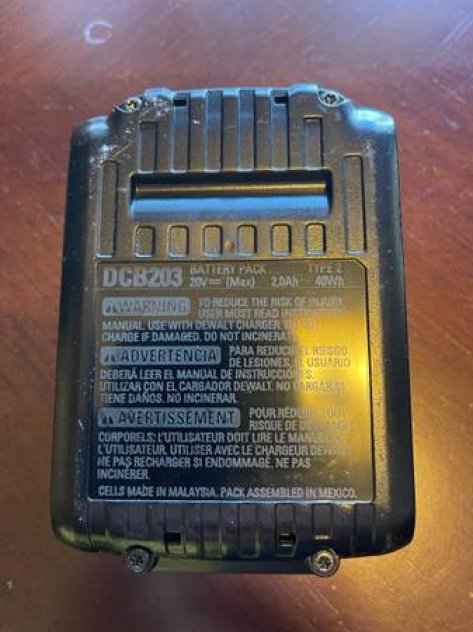 DCB203 BATTERY PACK TYPE 2
20V (Max) 2.0Ah 40Wh
WARNING TO REDUCE THE RISK OF INJURY,
USER MUST READ INSTRUCTION
MANUAL. USE WITH DEWALT CHARGER. DO NOT
CHARGE IF DAMAGED. DO NOT INCINERATE.
ADVERTENCIA PARA REDUCIR EL RIESGO
DE LESIONES, EL USUARIO
DEBERÁ LEER EL MANUAL DE INSTRUCCIONES.
UTILIZAR CON EL CARGADOR DEWALT. NO CARGAR SI
TIENE DAÑOS. NO INCINERAR.
AVERTISSEMENT POUR RÉDUIRE TOUT
RISQUE DE
CORPORELS; L'UTILISATEUR DOIT LIRE LE MANUEL
L'UTILISATEUR. UTILISER AVEC LE CHARGEUR DEWALT.
NE PAS RECHARGER SI ENDOMMAGÉ. NE PAS
INCINÉRER.
CELLS MADE IN MALAYSIA. PACK ASSEMBLED IN MEXICO.